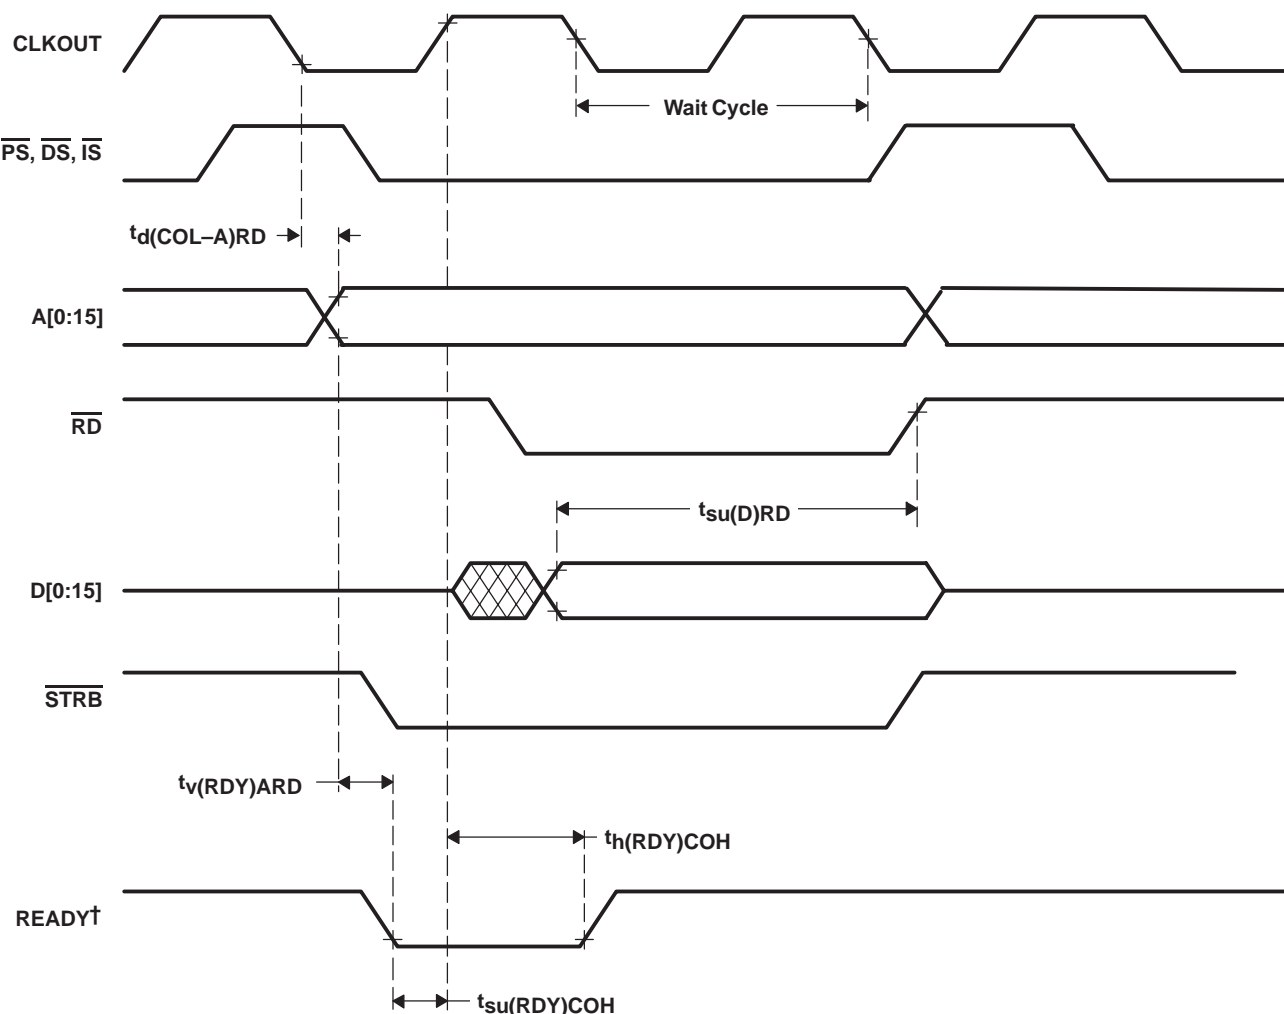 CLKOUT
Wait Cycle
PS, DS, IS
td(COL–A)RD
A[0:15]
RD
tsu(D)RD
D[0:15]
STRB
tv(RDY)ARD
th(RDY)COH
READY†
tsu(RDY)COH